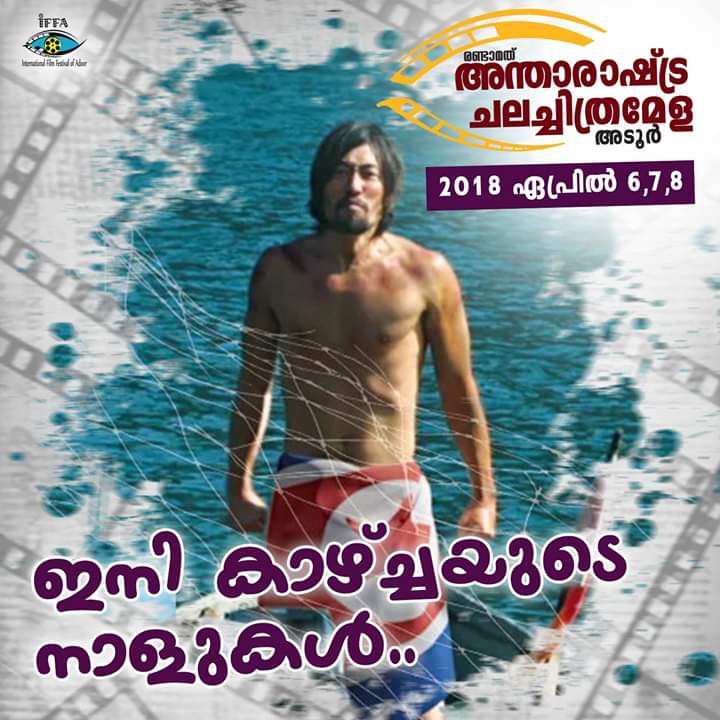 iFFA
International Film Festival of Adoor
രണ്ടാമത്
അന്താരാഷ്ട്ര
ചലച്ചിത്രമേള
അടൂർ
2018 ഏപ്രിൽ 6,7,8
ഇനി കാഴ്ച്ചയുടെ
നാളുകൾ..